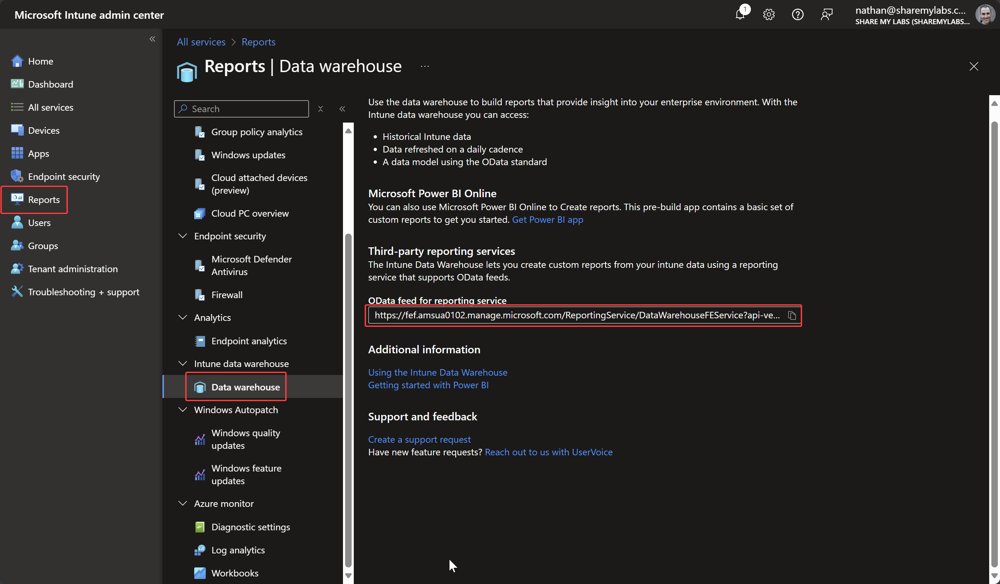 Microsoft Intune admin center
1
nathan@sharemylabs.c...
SHARE MY LABS (SHAREMYLABS...
Home
Dashboard
All services
Devices
Apps
Endpoint security
Reports
Users
Groups
Tenant administration
Troubleshooting + support
All services > Reports
Reports | Data warehouse
...
Search
Group policy analytics
Windows updates
Cloud attached devices
(preview)
Cloud PC overview
Endpoint security
Microsoft Defender
Antivirus
Firewall
Analytics
Endpoint analytics
Intune data warehouse
Data warehouse
Windows Autopatch
Windows quality
updates
Windows feature
updates
Azure monitor
Diagnostic settings
Log analytics
Workbooks
Use the data warehouse to build reports that provide insight into your enterprise environment. With the
Intune data warehouse you can access:
• Historical Intune data
• Data refreshed on a daily cadence
• A data model using the OData standard
Microsoft Power BI Online
You can also use Microsoft Power BI Online to Create reports. This pre-build app contains a basic set of
custom reports to get you started. Get Power BI app
Third-party reporting services
The Intune Data Warehouse lets you create custom reports from your intune data using a reporting
service that supports OData feeds.
OData feed for reporting service
https://fef.amsua0102.manage.microsoft.com/ReportingService/DataWarehouseFEService?api-ve...
Additional information
Using the Intune Data Warehouse
Getting started with Power BI
Support and feedback
Create a support request
Have new feature requests? Reach out to us with UserVoice